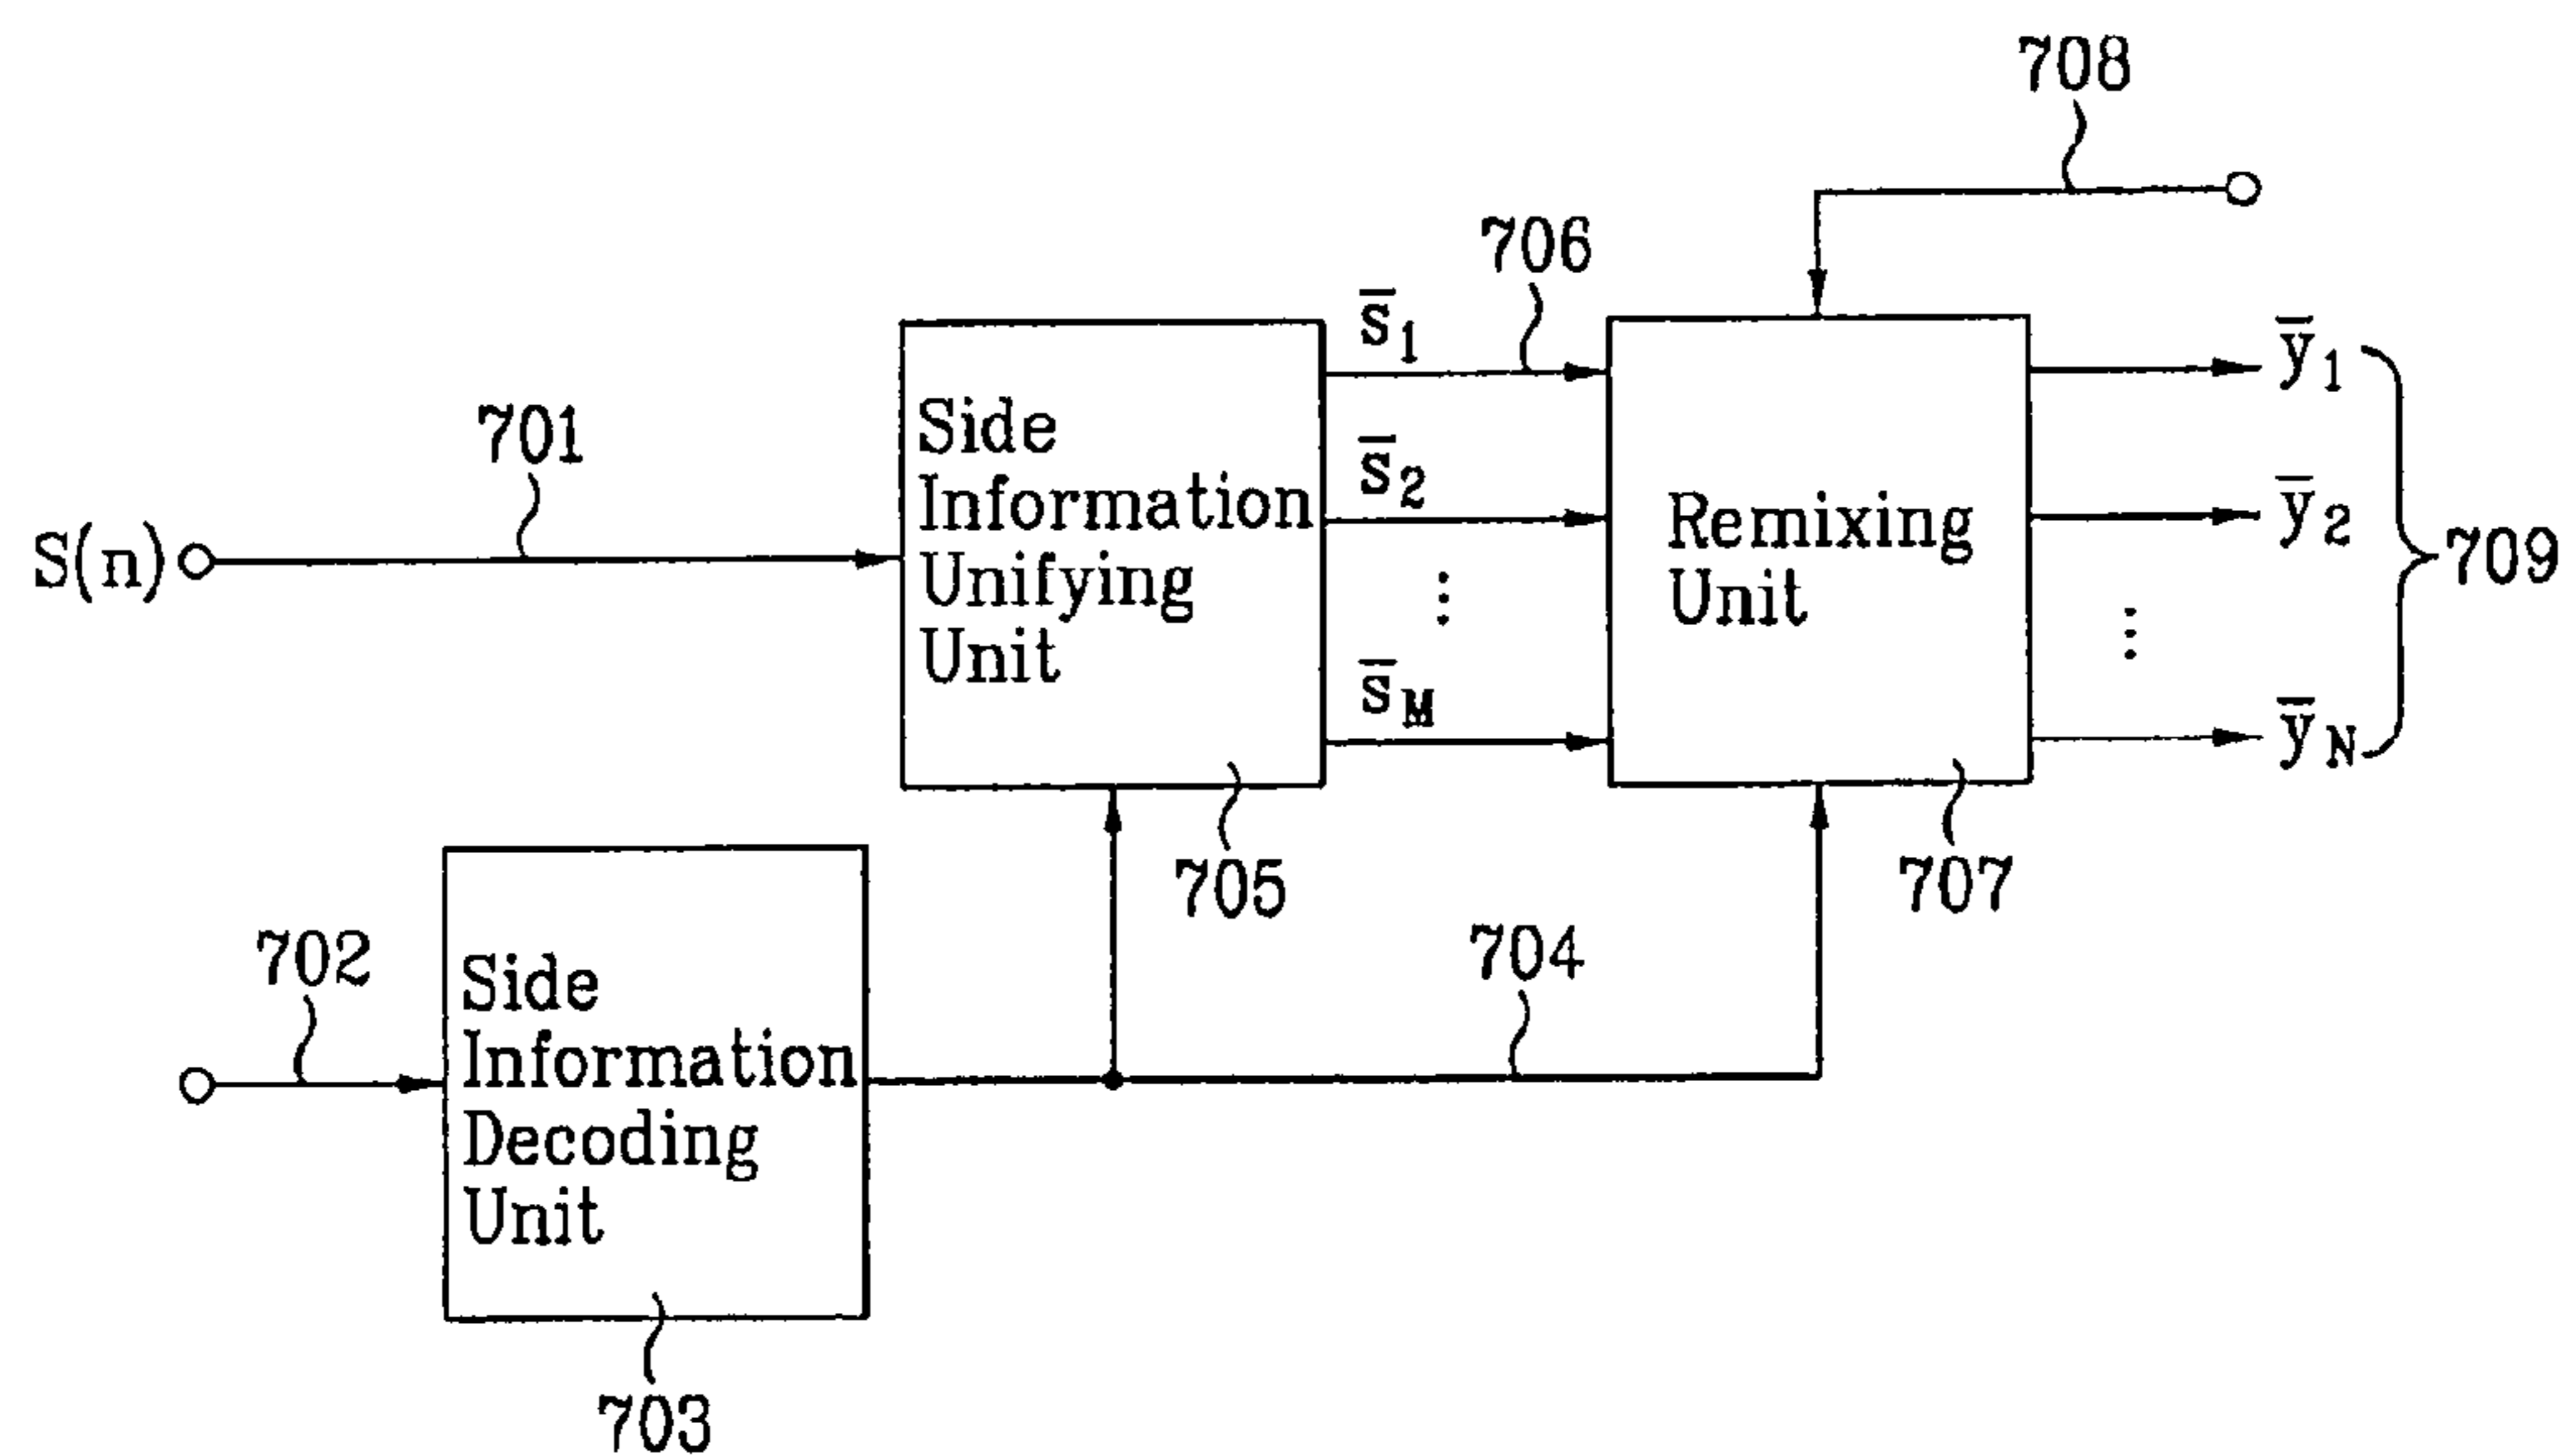 708
706
701
S(n)
Side
Information
Unifying
Unit
s̄1
s̄2
⋮
s̄M
Remixing
Unit
ȳ1
ȳ2
⋮
ȳN
709
705
707
702
704
Side
Information
Decoding
Unit
703